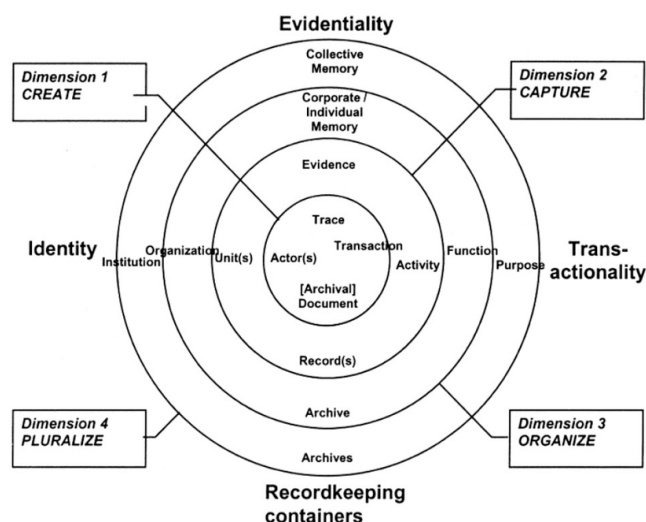 Evidentiality
Collective
Memory
Dimension 1
CREATE
Dimension 2
CAPTURE
Corporate /
Individual
Memory
Evidence
Trace
Identity
Institution
Organization
Unit(s)
Actor(s)
Transaction
Activity
Function
Purpose
Trans-
actionality
[Archival]
Document
Record(s)
Archive
Dimension 4
PLURALIZE
Dimension 3
ORGANIZE
Archives
Recordkeeping
containers